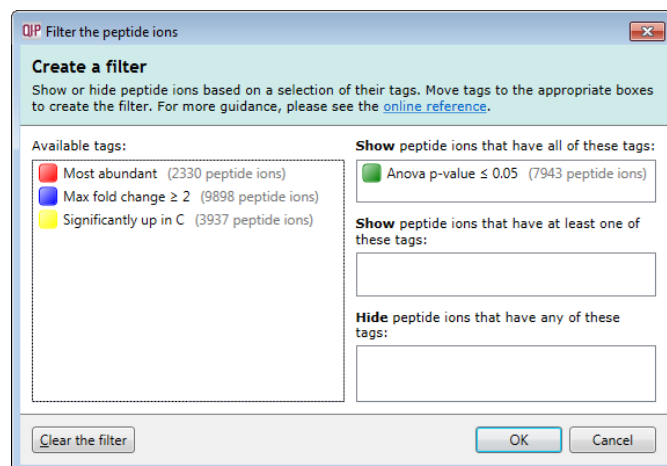 QIP Filter the peptide ions
Create a filter
Show or hide peptide ions based on a selection of their tags. Move tags to the appropriate boxes
to create the filter. For more guidance, please see the online reference.
Available tags:
Most abundant (2330 peptide ions)
Max fold change ≥ 2 (9898 peptide ions)
Significantly up in C (3937 peptide ions)
Show peptide ions that have all of these tags:
Anova p-value ≤ 0.05 (7943 peptide ions)
Show peptide ions that have at least one of
these tags:
Hide peptide ions that have any of these
tags:
Clear the filter
OK
Cancel